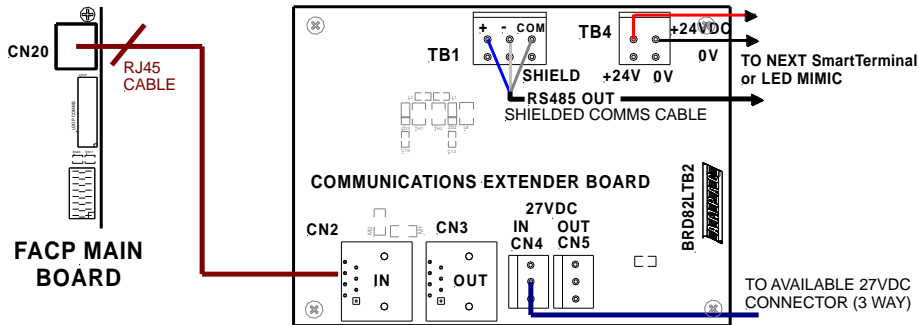 CN20
RJ45
CABLE
LOOP COMMS
FACP MAIN
BOARD
+ - COM
TB1
SHIELD
RS485 OUT
SHIELDED COMMS CABLE
TB4
+24VDC
0V
+24V 0V
TO NEXT SmartTerminal
or LED MIMIC
COMMUNICATIONS EXTENDER BOARD
BRD82LTB2
27VDC
IN
CN4
OUT
CN5
CN2
IN
CN3
OUT
TO AVAILABLE 27VDC
CONNECTOR (3 WAY)